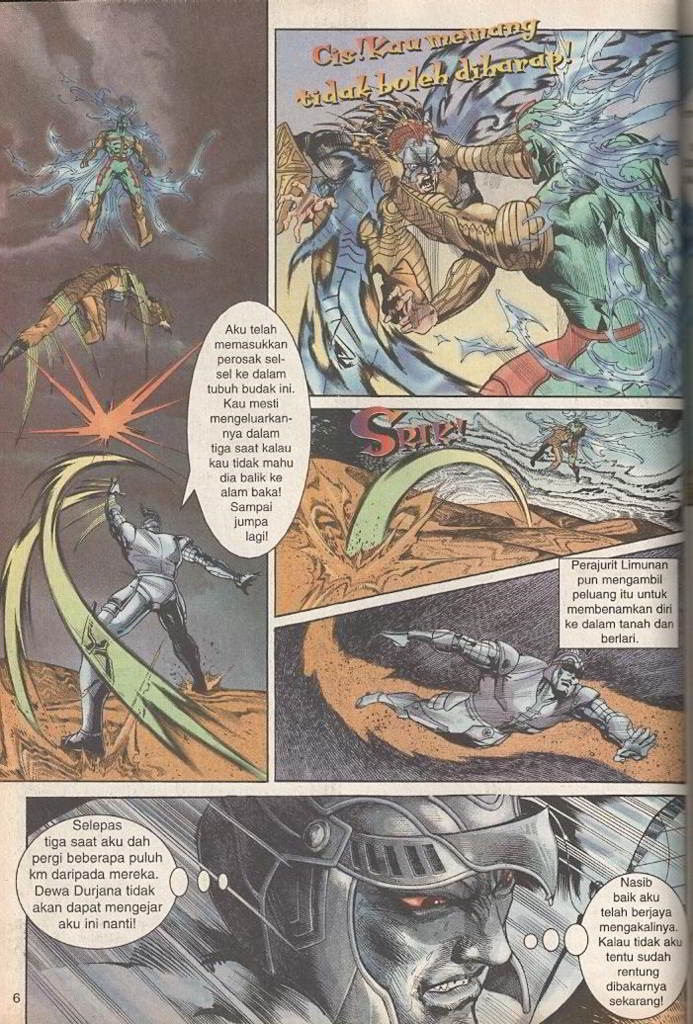 Aku telah
memasukkan
perosak sel-
sel ke dalam
tubuh budak ini.
Kau mesti
mengeluarkan-
nya dalam
tiga saat kalau
kau tidak mahu
dia balik ke
alam baka!
Sampai
jumpa
lagi!
Cis! Kau memang
tidak boleh diharap!
SRIK!
Perajurit Limunan
pun mengambil
peluang itu untuk
membenamkan diri
ke dalam tanah dan
berlari.
Selepas
tiga saat aku dah
pergi beberapa puluh
km daripada mereka.
Dewa Durjana tidak
akan dapat mengejar
aku ini nanti!
Nasib
baik aku
telah berjaya
mengakalinya.
Kalau tidak aku
tentu sudah
rentung
dibakarnya
sekarang!
6